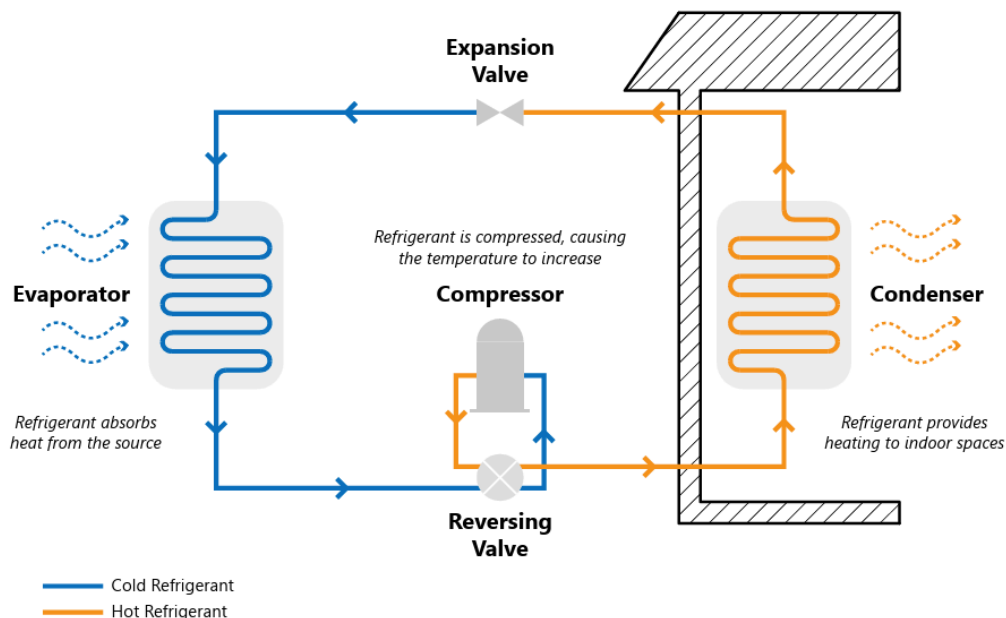 Expansion
Valve
Refrigerant is compressed, causing
the temperature to increase
Evaporator
Compressor
Condenser
Refrigerant absorbs
heat from the source
Refrigerant provides
heating to indoor spaces
Reversing
Valve
Cold Refrigerant
Hot Refrigerant